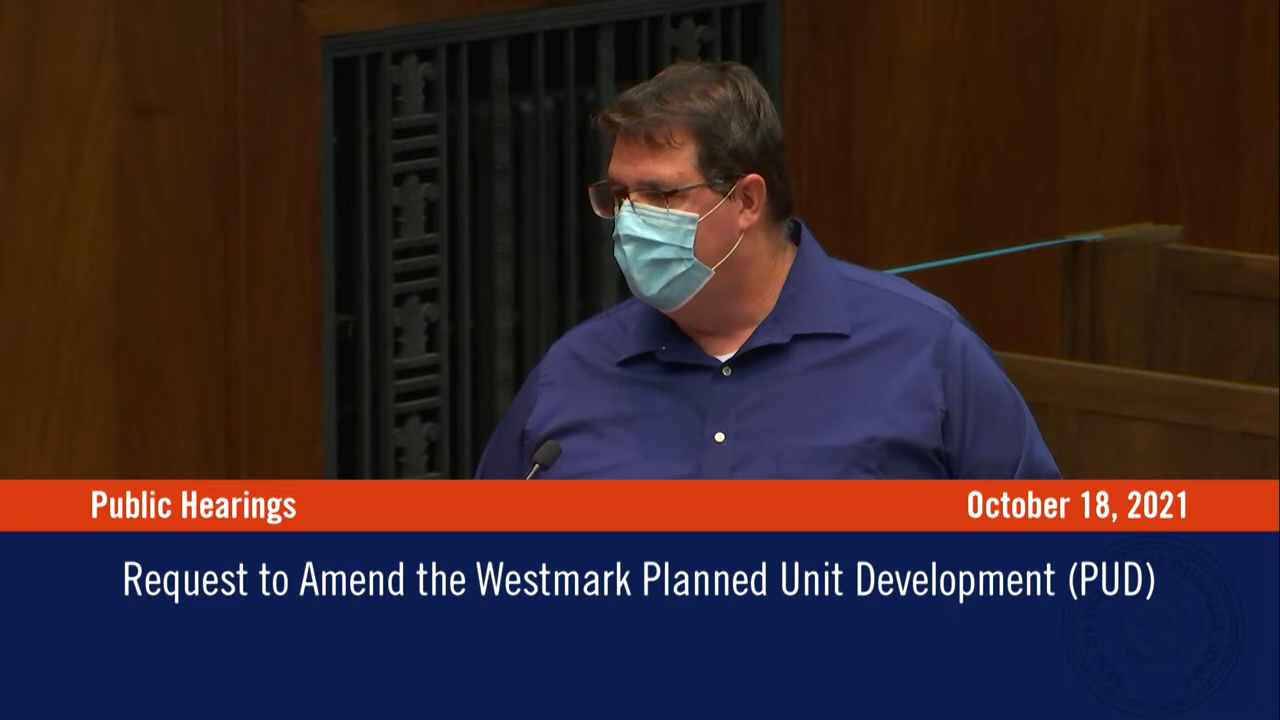 Public Hearings
October 18, 2021
Request to Amend the Westmark Planned Unit Development (PUD)